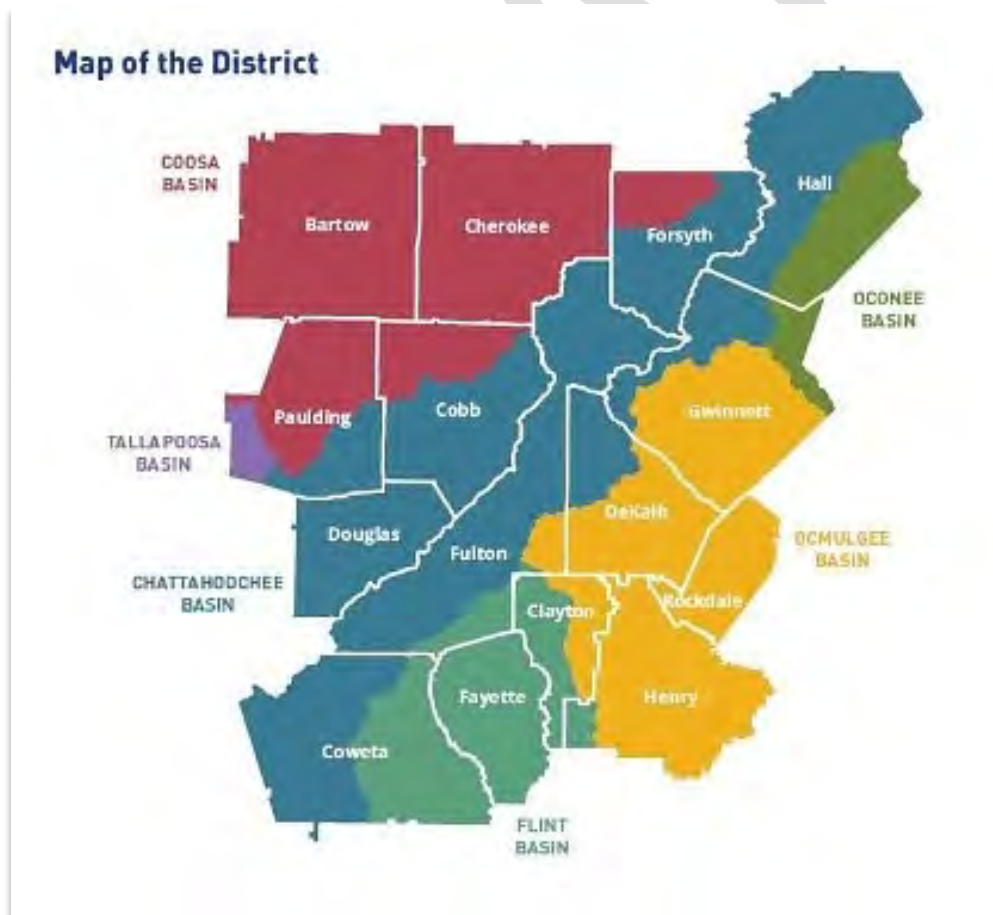 Map of the District
COOSA
BASIN
Hall
Bartow
Cherokee
Forsyth
OCONEE
BASIN
Paulding
Cobb
Gwinnett
TALLAPOOSA
BASIN
DeKalb
Douglas
Fulton
OCMULGEE
BASIN
CHATTAHOOCHEE
BASIN
Clayton
Rockdale
Fayette
Henry
Coweta
FLINT
BASIN